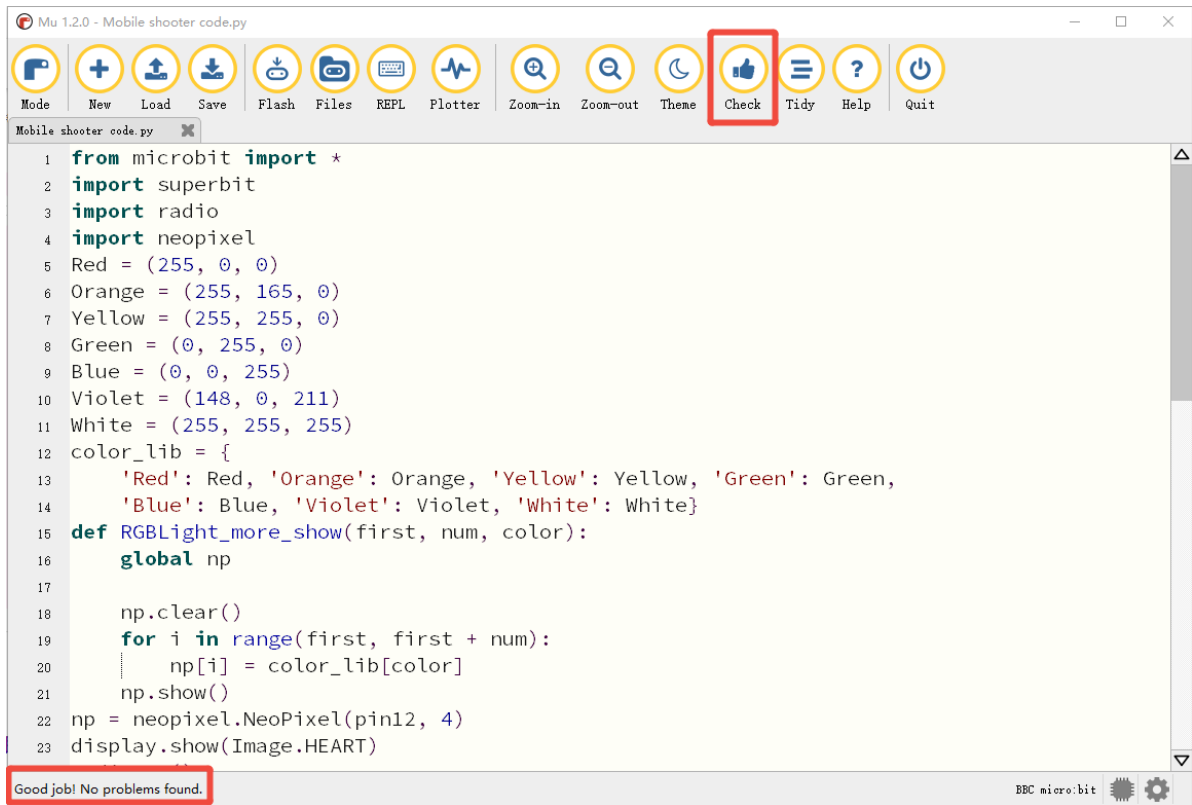 Mu 1.2.0 - Mobile shooter code.py
Mode New Load Save Flash Files REPL Plotter Zoom-in Zoom-out Theme Check Tidy Help Quit
Mobile shooter code.py
1 from microbit import *
2 import superbit
3 import radio
4 import neopixel
5 Red = (255, 0, 0)
6 Orange = (255, 165, 0)
7 Yellow = (255, 255, 0)
8 Green = (0, 255, 0)
9 Blue = (0, 0, 255)
10 Violet = (148, 0, 211)
11 White = (255, 255, 255)
12 color_lib = {
13     'Red': Red, 'Orange': Orange, 'Yellow': Yellow, 'Green': Green,
14     'Blue': Blue, 'Violet': Violet, 'White': White}
15 def RGBLight_more_show(first, num, color):
16     global np
17
18     np.clear()
19     for i in range(first, first + num):
20         np[i] = color_lib[color]
21     np.show()
22 np = neopixel.NeoPixel(pin12, 4)
23 display.show(Image.HEART)
Good job! No problems found. BBC micro:bit